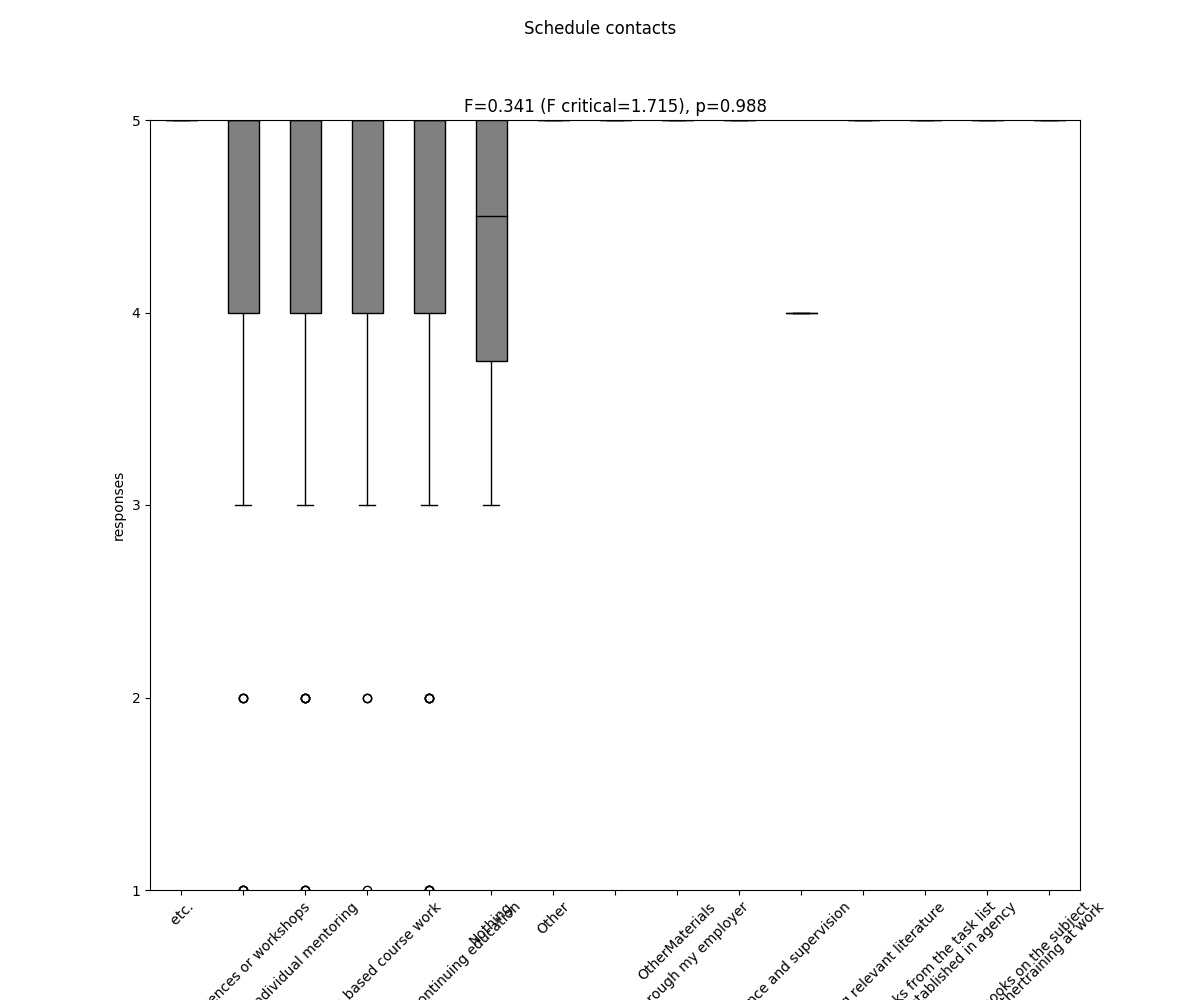 Schedule contacts
F=0.341 (F critical=1.715), p=0.988
responses
5
4
3
2
1
etc.
ences or workshops
ndividual mentoring
based course work
ontinuing education
Nothing
Other
OtherMaterials
rough my employer
nce and supervision
g relevant literature
ks from the task list
tablished in agency
ooks on the subject
training at work